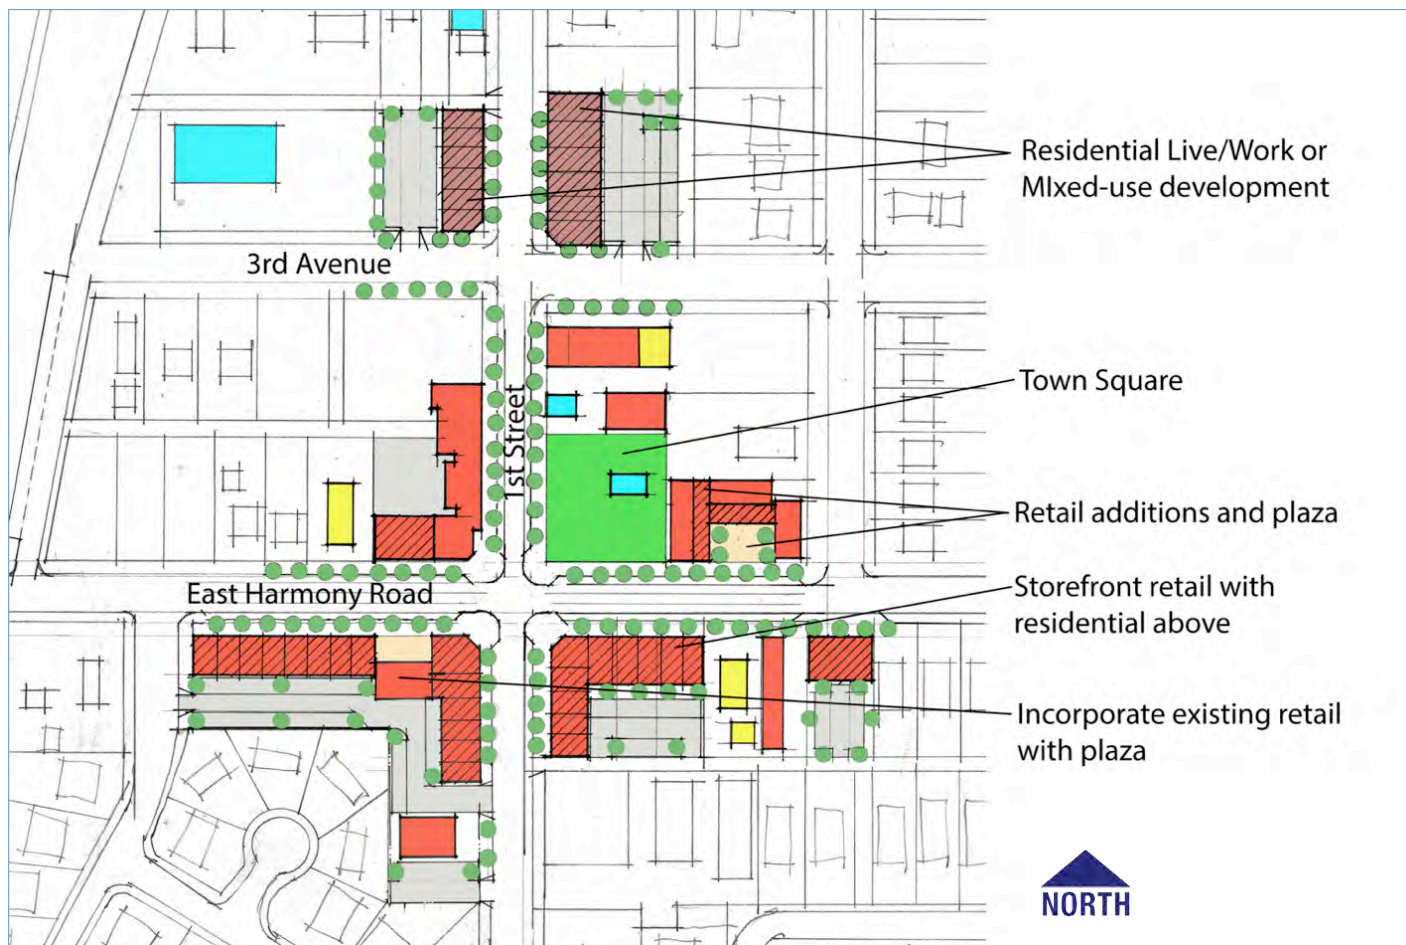 Residential Live/Work or
MIxed-use development
3rd Avenue
Town Square
1st Street
Retail additions and plaza
East Harmony Road
Storefront retail with
residential above
Incorporate existing retail
with plaza
NORTH